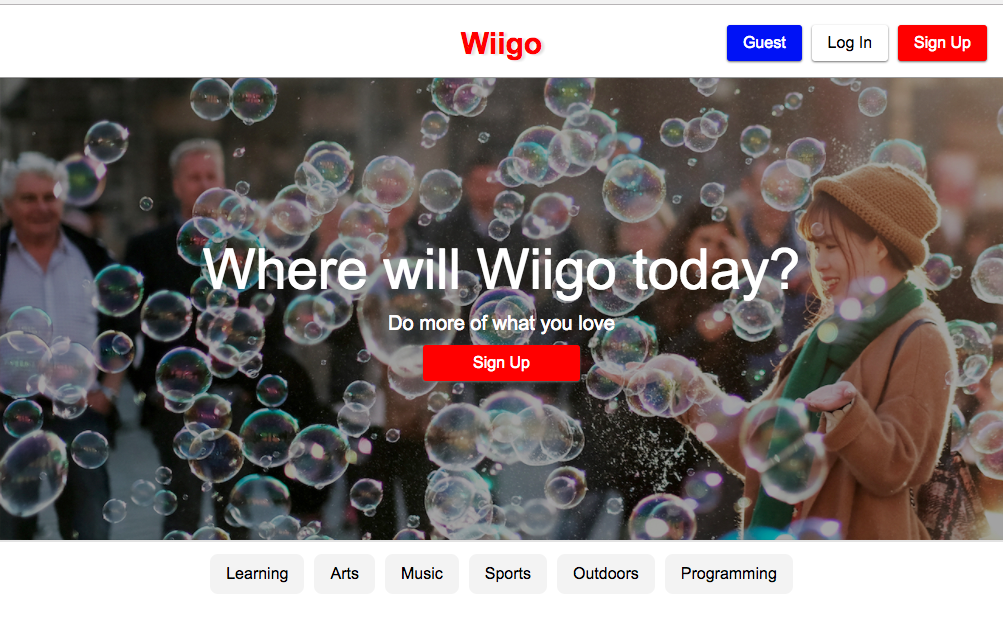 Wiigo
Guest
Log In
Sign Up
Where will Wiigo today?
Do more of what you love
Sign Up
Learning
Arts
Music
Sports
Outdoors
Programming